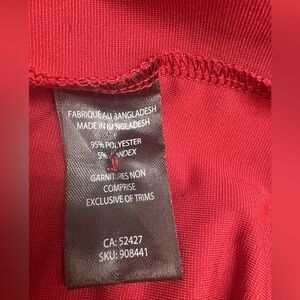 FABRIQUE AU BANGLADESH
MADE IN BANGLADESH
95% POLYESTER
5%
GARNITURES NON
COMPRISE
EXCLUSIVE OF TRIMS
CA: 52427
SKU: 908441